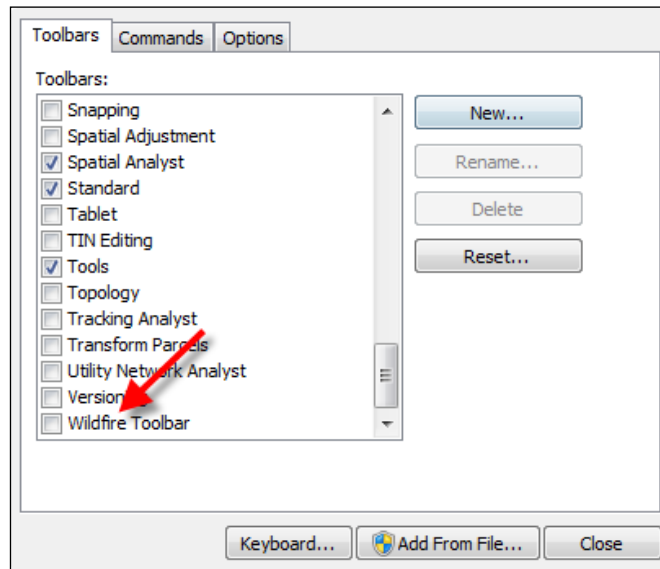 Toolbars Commands Options
Toolbars:
Snapping
Spatial Adjustment
Spatial Analyst
Standard
Tablet
TIN Editing
Tools
Topology
Tracking Analyst
Transform Parcels
Utility Network Analyst
Wildfire Toolbar
New...
Rename...
Delete
Reset...
Keyboard... Add From File... Close